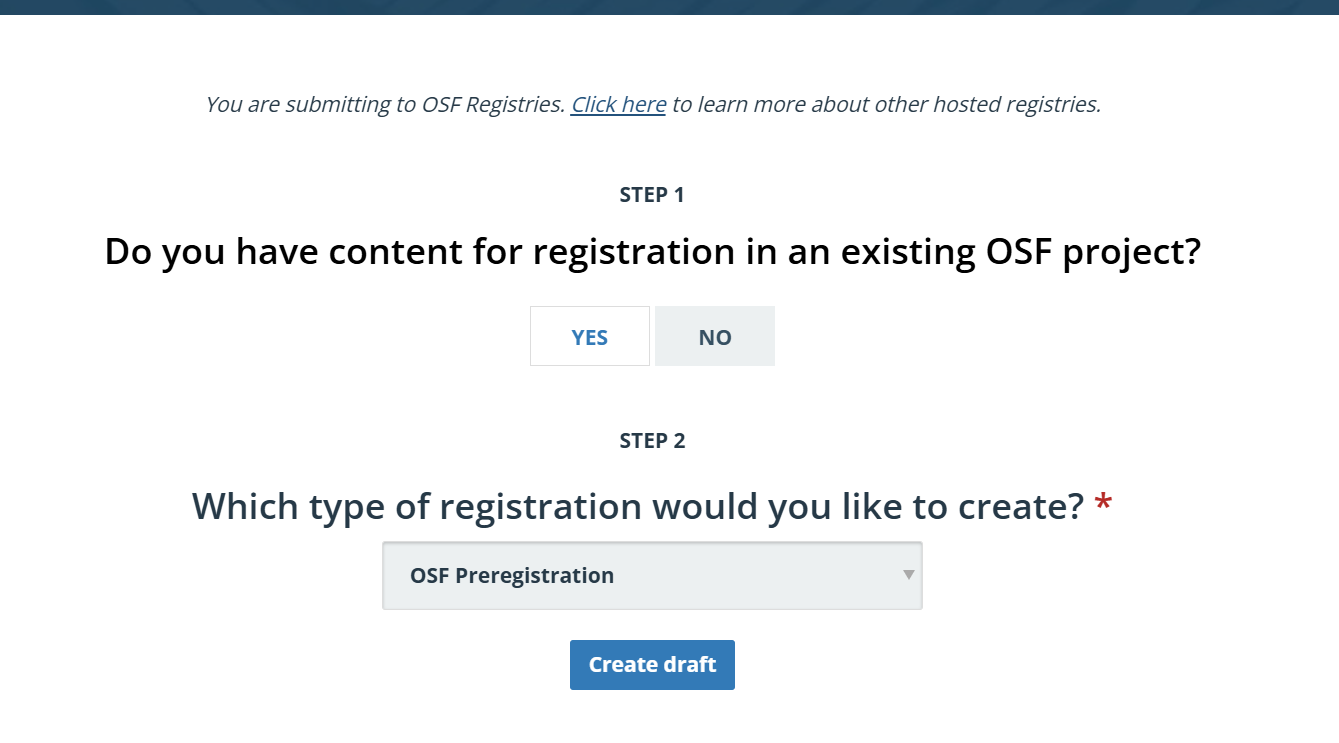 You are submitting to OSF Registries. Click here to learn more about other hosted registries.
STEP 1
Do you have content for registration in an existing OSF project?
YES NO
STEP 2
Which type of registration would you like to create? *
OSF Preregistration
Create draft